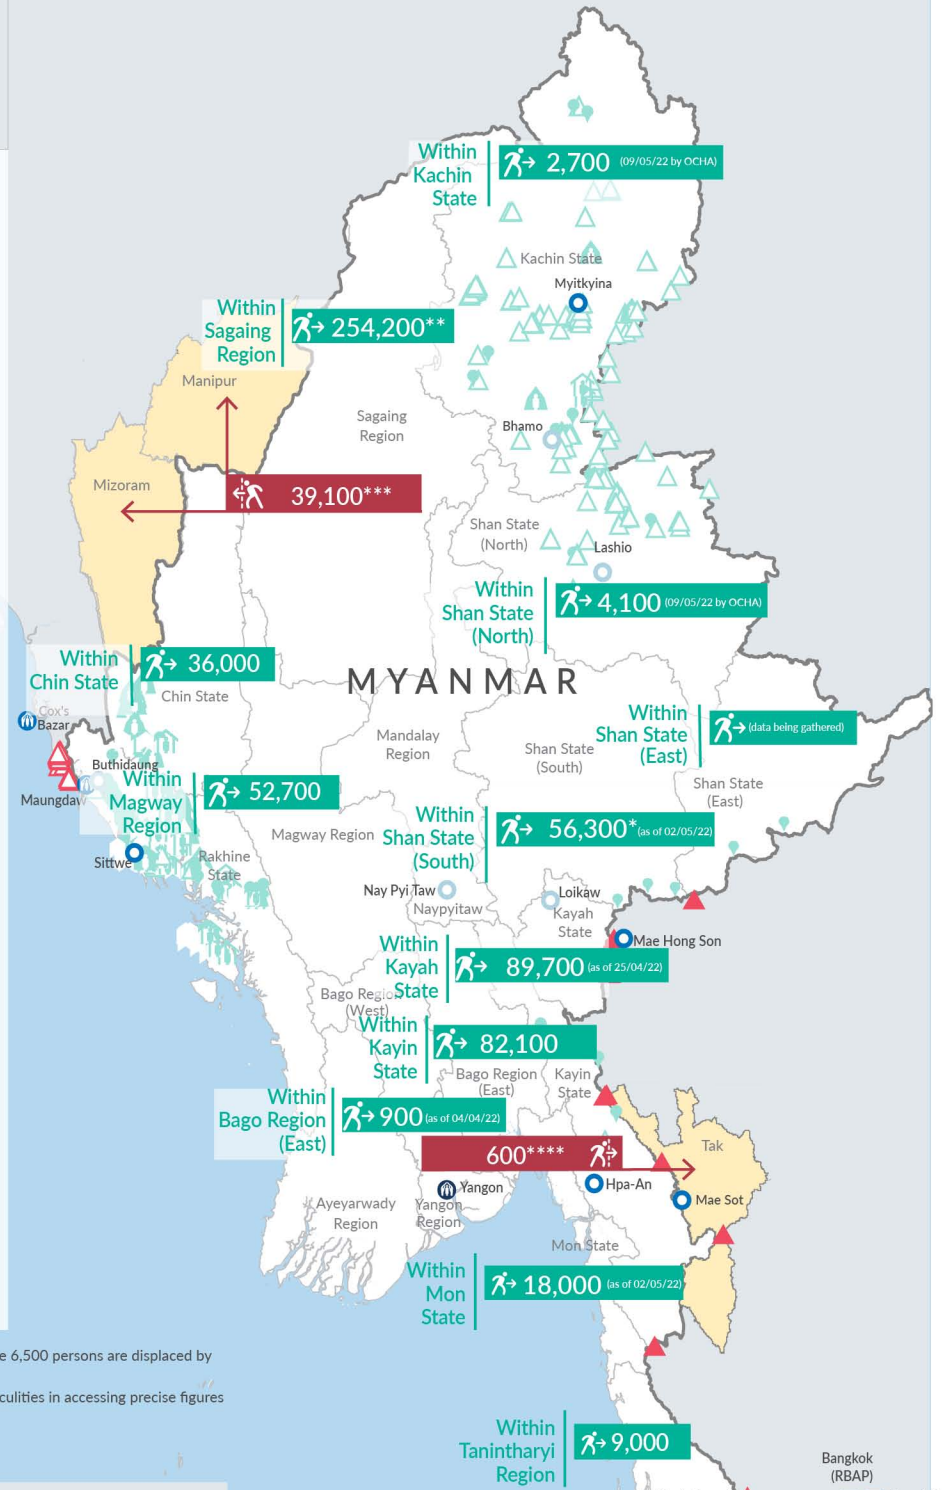 Within
Kachin
State
2,700 (09/05/22 by OCHA)
Kachin State
Myitkyina
Within
Sagaing
Region
254,200**
Manipur
Sagaing
Region
Bhamo
Mizoram
39,100***
Shan State
(North)
Lashio
Within
Shan State
(North)
4,100 (09/05/22 by OCHA)
Within
Chin State
36,000
MYANMAR
Chin State
Cox's
Bazar
Within
Shan State
(East)
(data being gathered)
Mandalay
Region
Shan State
(South)
Buthidaung
Maungdaw
Within
Magway
Region
52,700
Shan State
(East)
Within
Shan State
(South)
56,300* (as of 02/05/22)
Magway Region
Sittwe
Rakhine
State
Nay Pyi Taw
Naypyitaw
Loikaw
Kayah
State
Mae Hong Son
Within
Kayah
State
89,700 (as of 25/04/22)
Bago Region
(West)
Within
Kayin
State
82,100
Bago Region
(East)
Kayin
State
Within
Bago Region
(East)
900 (as of 04/04/22)
600****
Tak
Hpa-An
Mae Sot
Yangon
Yangon
Region
Ayeyarwady
Region
Mon State
Within
Mon
State
18,000 (as of 02/05/22)
e 6,500 persons are displaced by
culities in accessing precise figures
Within
Tanintharyi
Region
9,000
Bangkok
(RBAP)